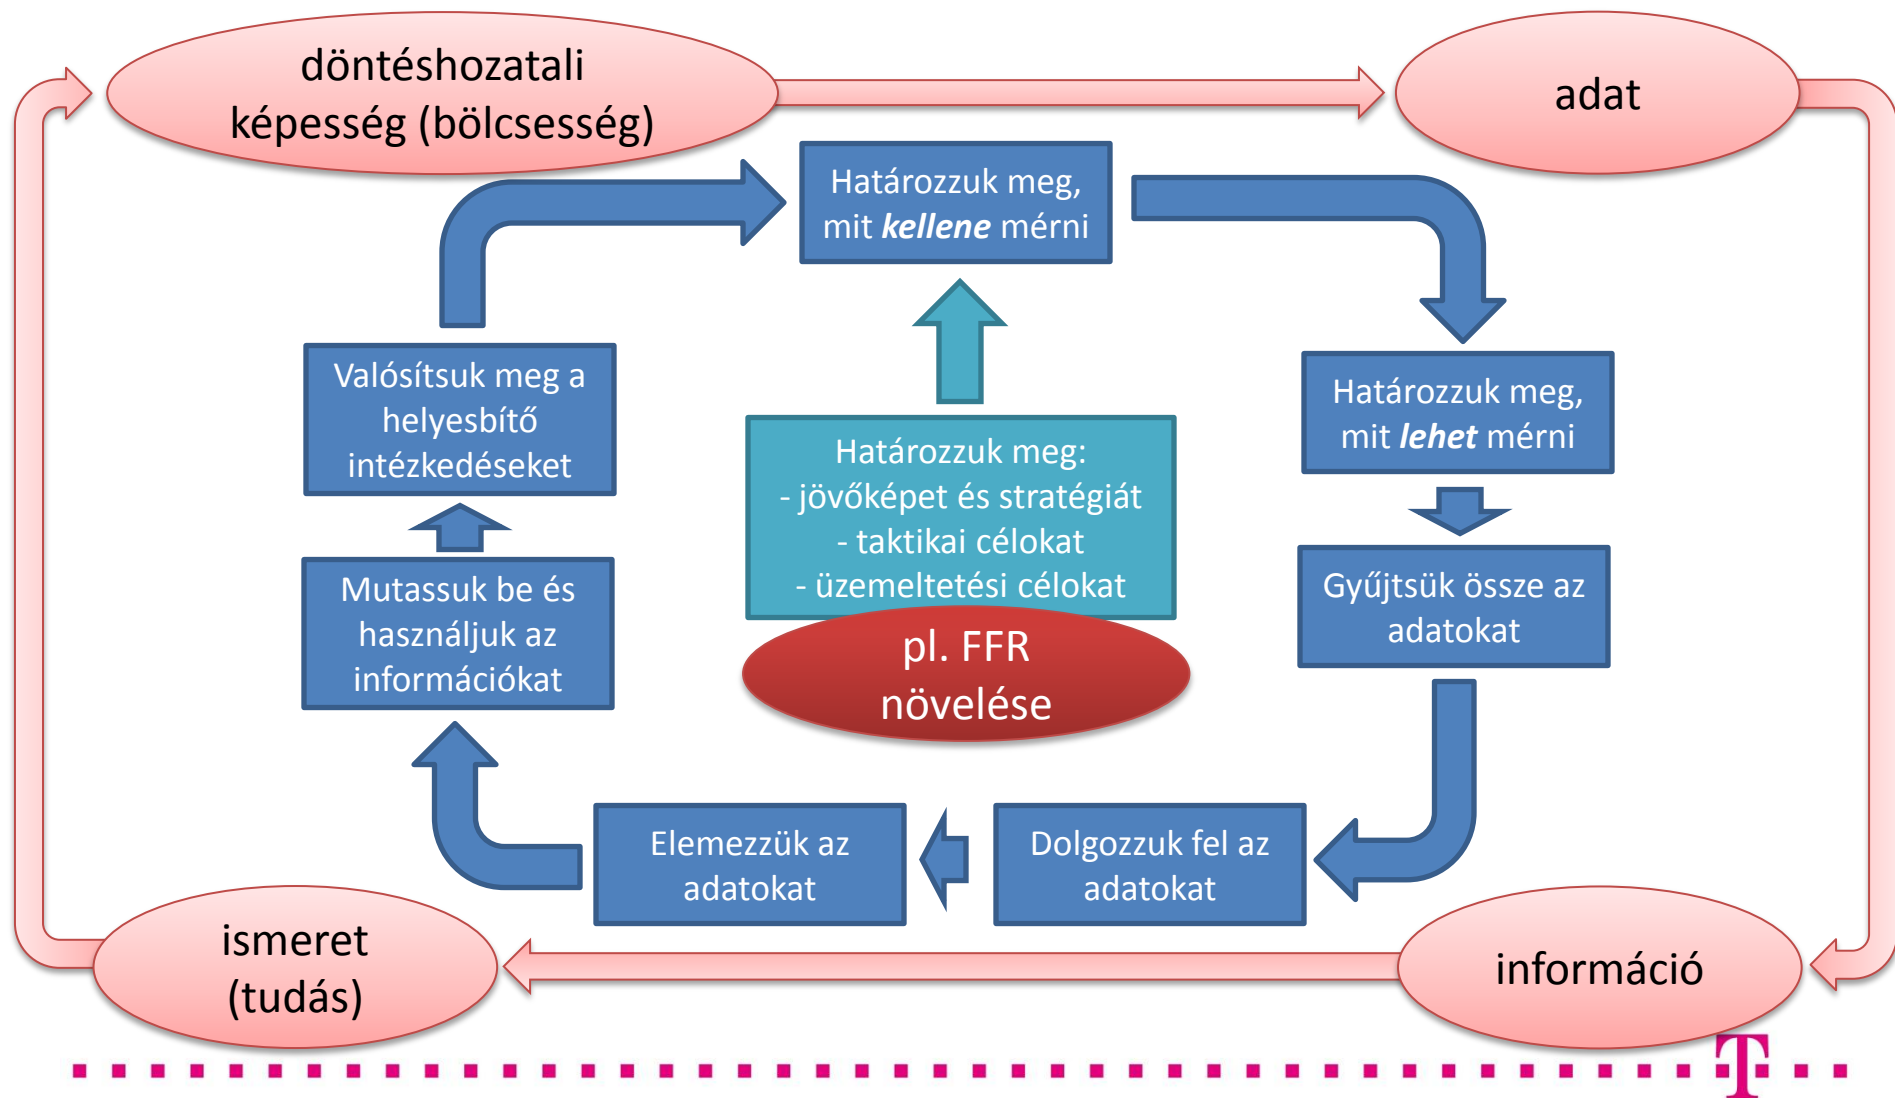 döntéshozatali
képesség (bölcsesség)
adat
Határozzuk meg,
mit kellene mérni
Határozzuk meg,
mit lehet mérni
Gyűjtsük össze az
adatokat
Dolgozzuk fel az
adatokat
Elemezzük az
adatokat
Mutassuk be és
használjuk az
információkat
Valósítsuk meg a
helyesbítő
intézkedéseket
Határozzuk meg:
- jövőképet és stratégiát
- taktikai célokat
- üzemeltetési célokat
pl. FFR
növelése
információ
ismeret
(tudás)
T